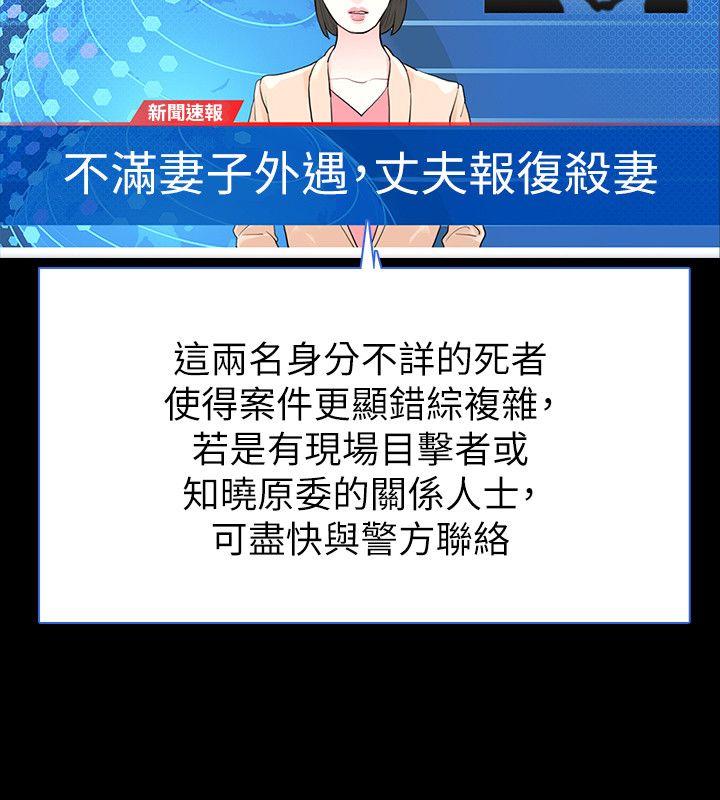 新聞速報
不滿妻子外遇，丈夫報復殺妻
這兩名身分不詳的死者
使得案件更顯錯綜複雜，
若是有現場目擊者或
知曉原委的關係人士，
可盡快與警方聯絡